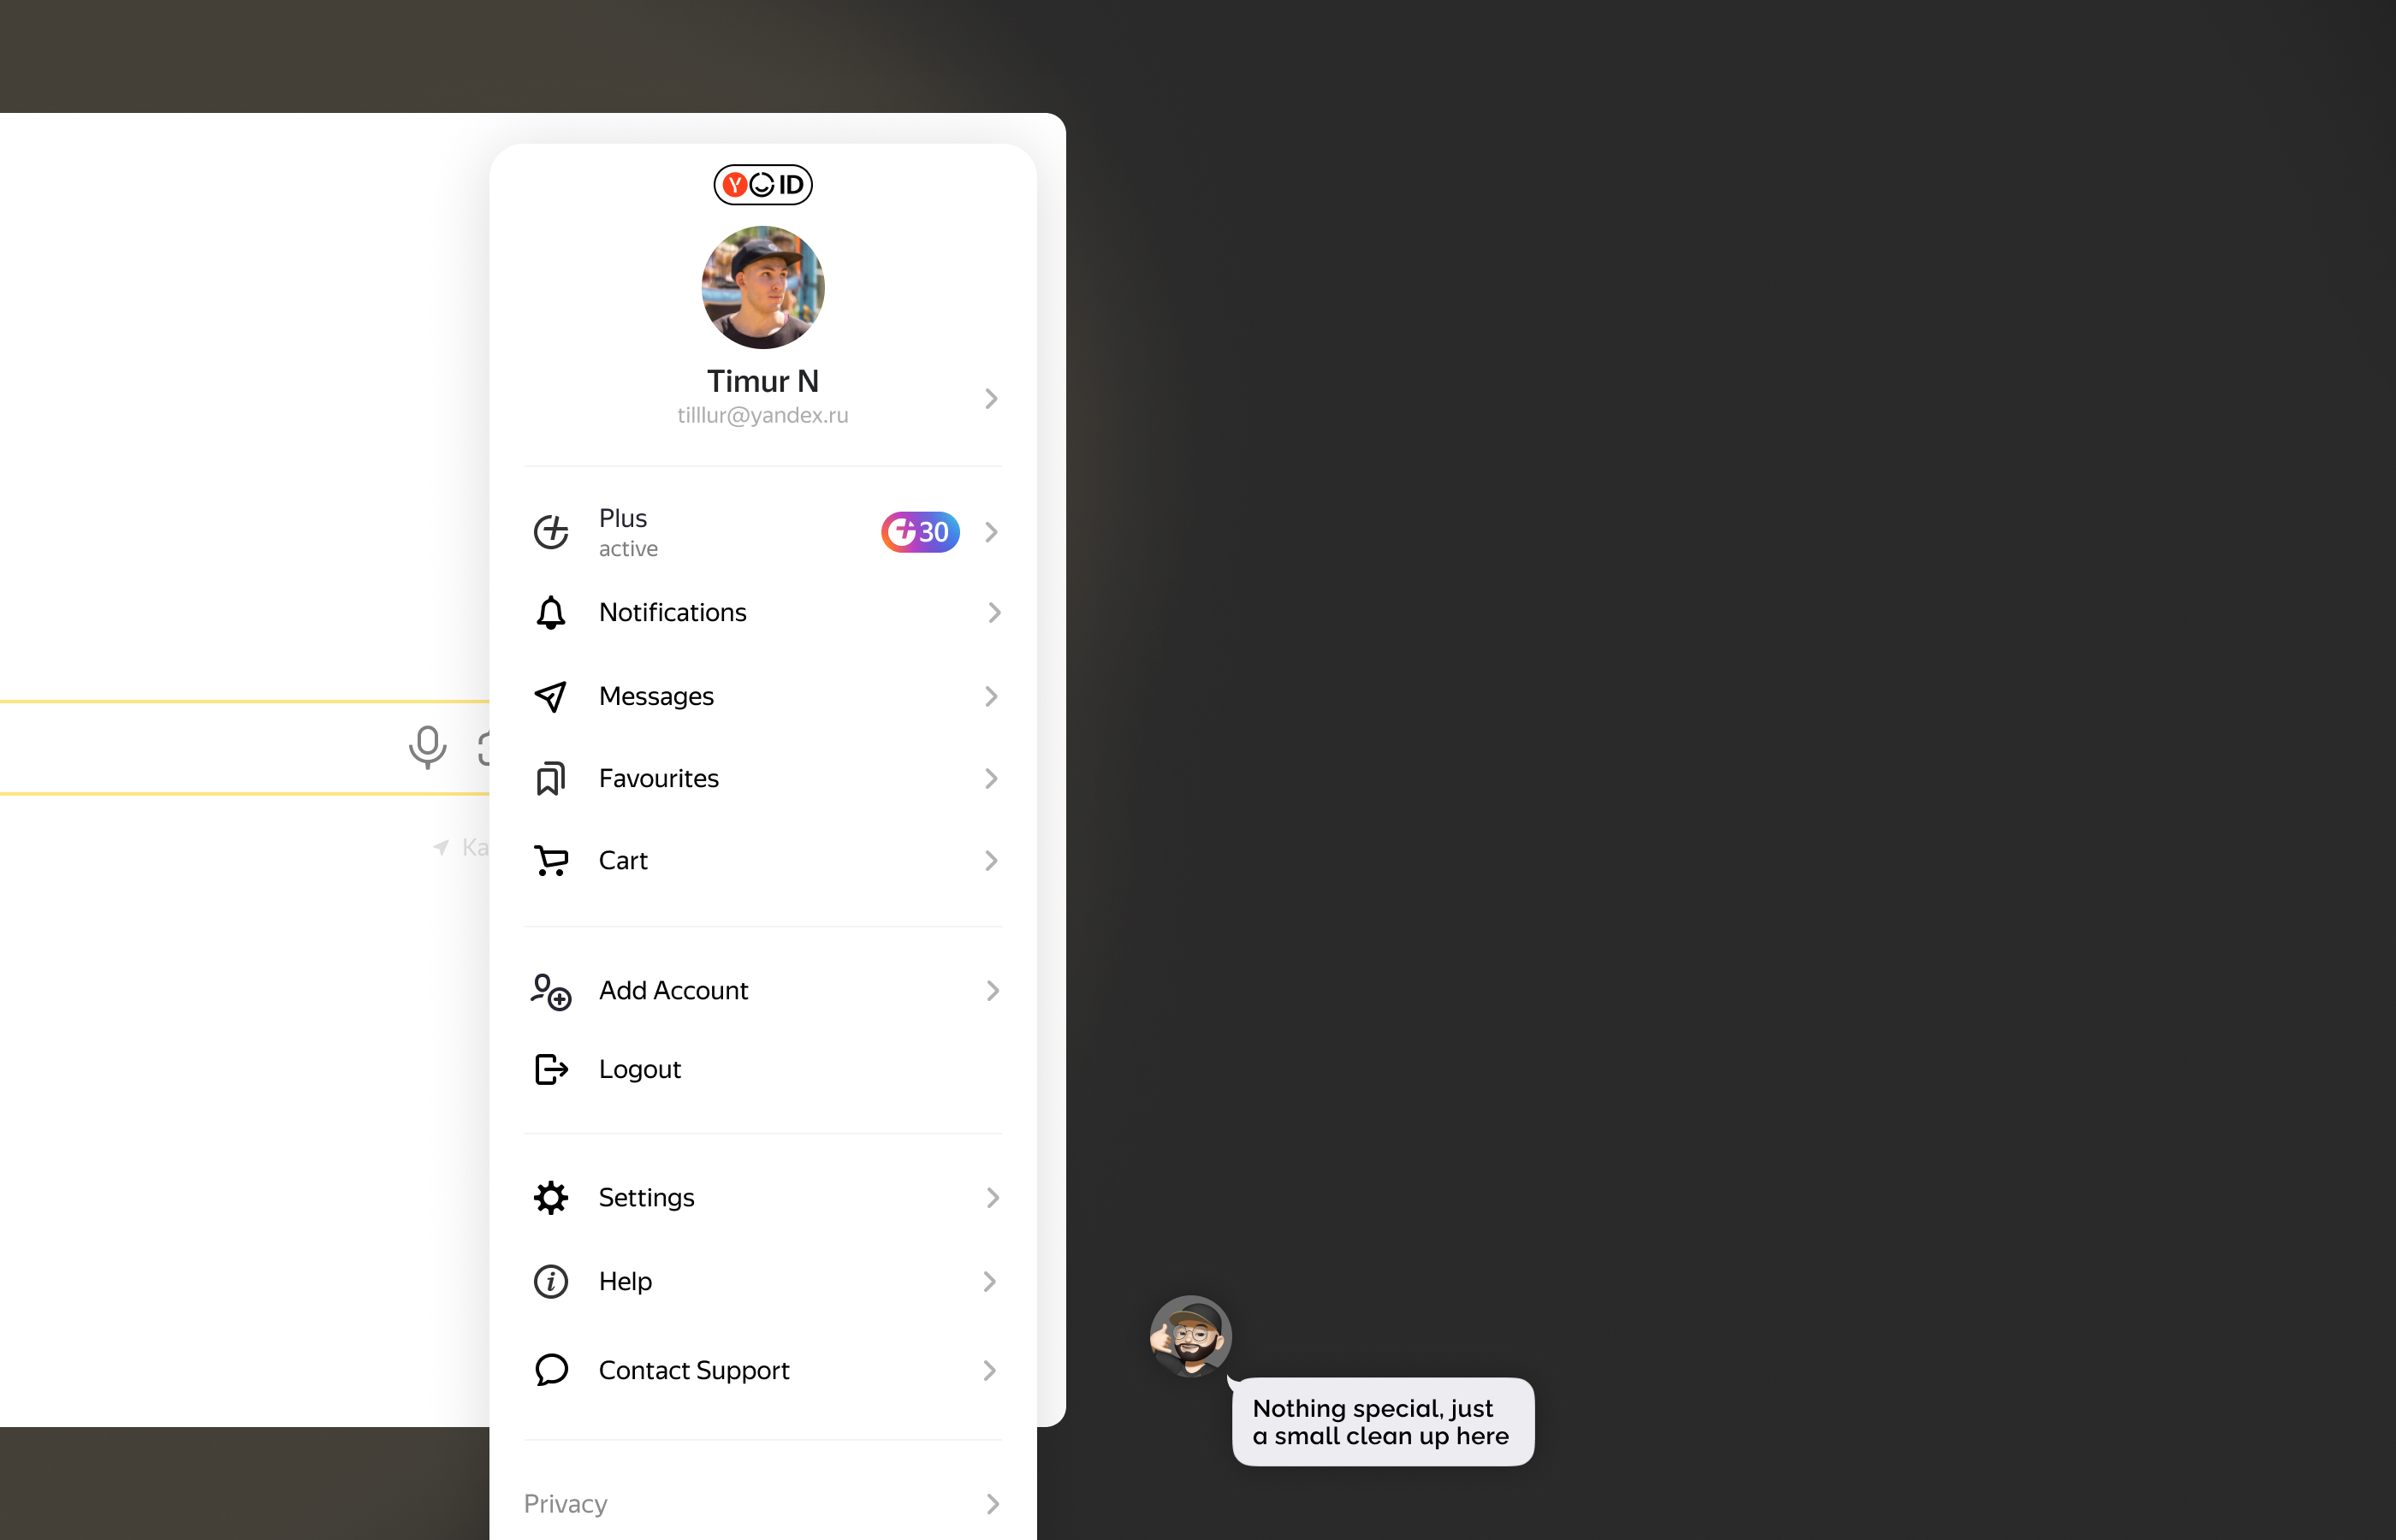 ID
Timur N
tilllur@yandex.ru
Plus
active
30
Notifications
Messages
Favourites
Ka
Cart
Add Account
Logout
Settings
Help
Contact Support
Nothing special, just
a small clean up here
Privacy